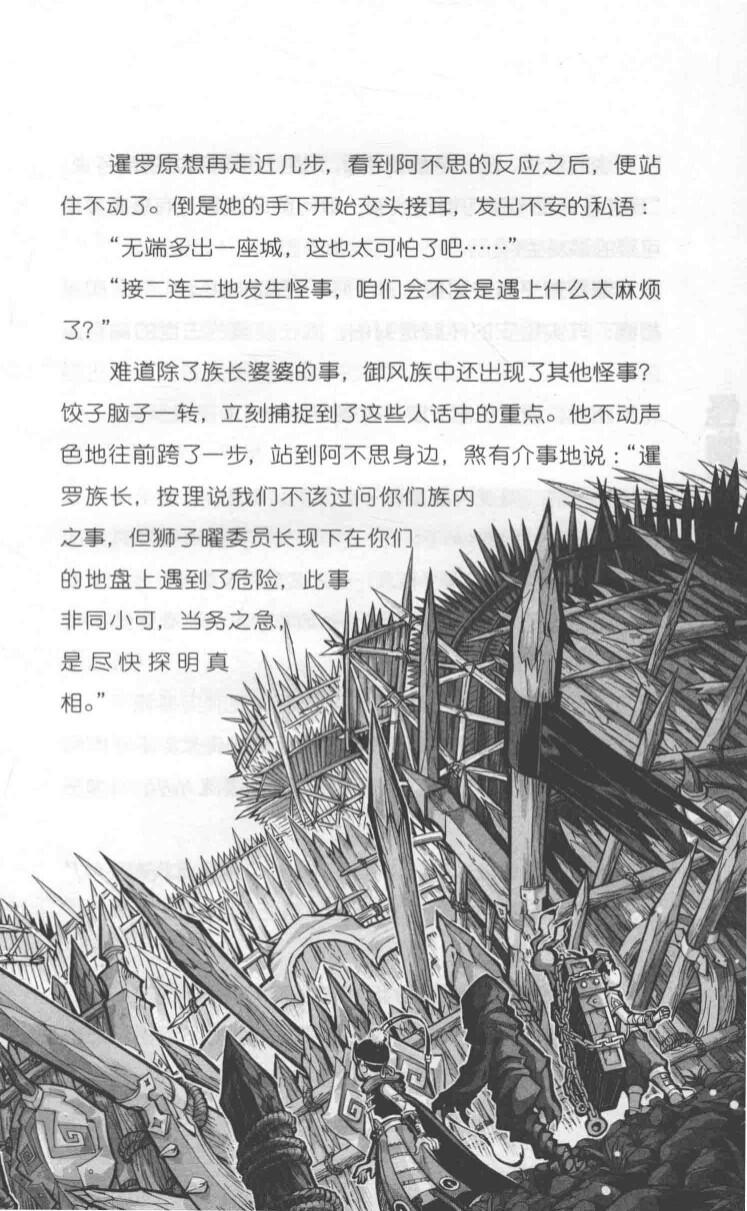 暹罗原想再走近几步，看到阿不思的反应之后，便站
住不动了。倒是她的手下开始交头接耳，发出不安的私语：
“无端多出一座城，这也太可怕了吧……”
“接二连三地发生怪事，咱们会不会是遇上什么大麻烦
了？”
难道除了族长婆婆的事，御风族中还出现了其他怪事？
饺子脑子一转，立刻捕捉到了这些人话中的重点。他不动声
色地往前跨了一步，站到阿不思身边，煞有介事地说：“暹
罗族长，按理说我们不该过问你们族内
之事，但狮子曜委员长现下在你们
的地盘上遇到了危险，此事
非同小可，当务之急，
是尽快探明真
相。”